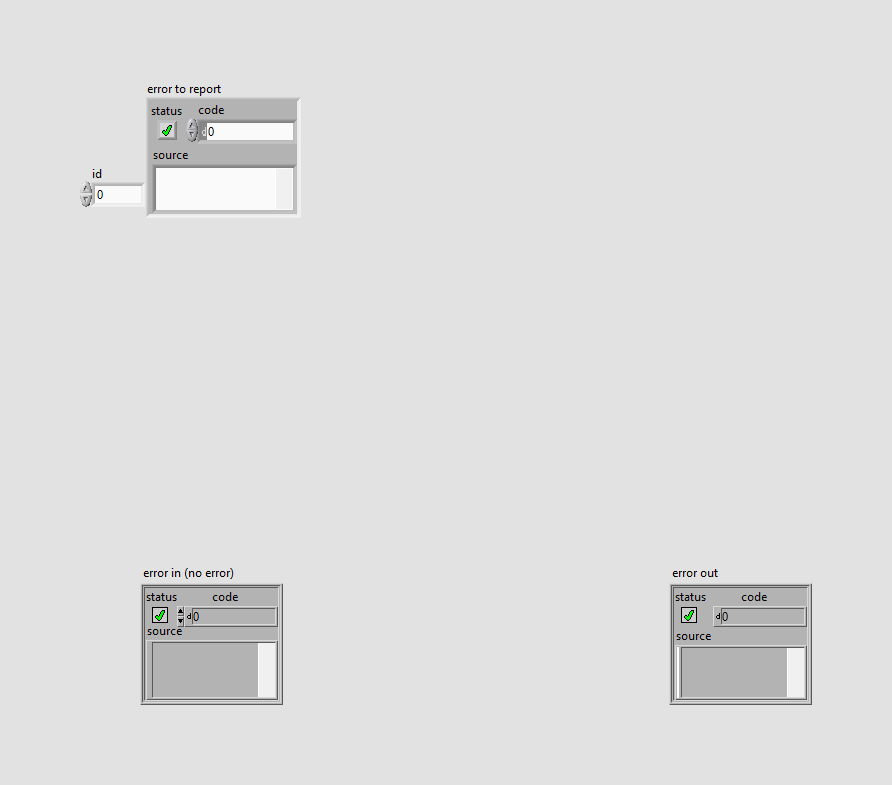 error to report
status code
d 0
source
id
0
error in (no error)
status code
d 0
source
error out
status code
d 0
source